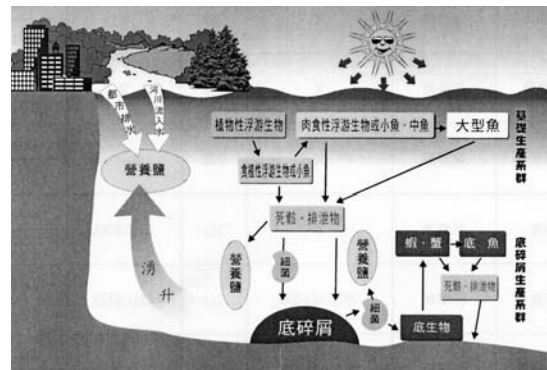 都市排水
河川流入水
營養鹽
湧升
植物性浮游生物
肉食性浮游生物或小魚・中魚
大型魚
食植性浮游生物或小魚
死骸・排泄物
營養鹽
細菌
營養鹽
底碎屑
細菌
底生物
蝦・蟹
底魚
死骸・排泄物
基礎生產系群
底碎屑生產系群